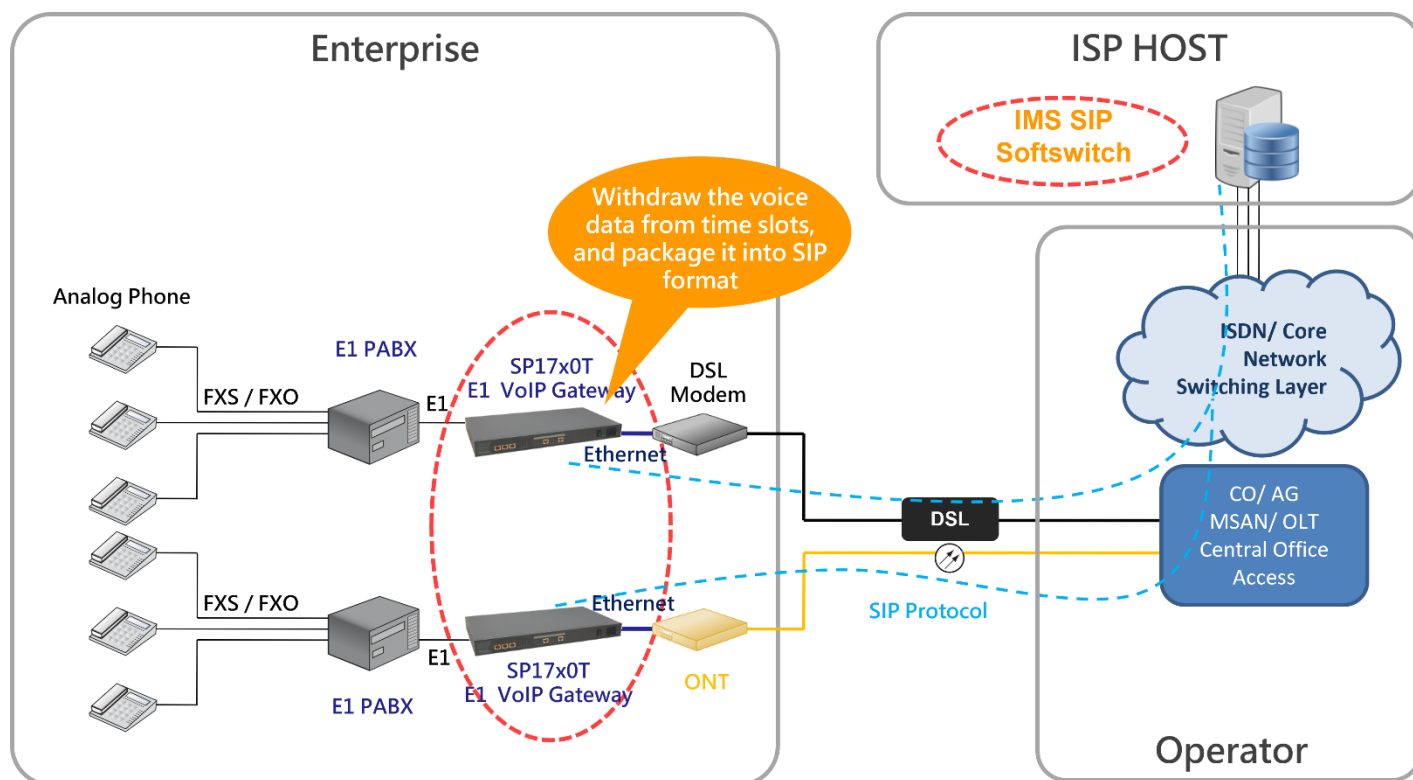 Enterprise
ISP HOST
IMS SIP
Softswitch
Withdraw the voice
data from time slots,
and package it into SIP
format
Analog Phone
E1 PABX
SP17x0T
E1 VoIP Gateway
DSL
Modem
ISDN/ Core
Network
Switching Layer
FXS / FXO
E1
Ethernet
DSL
CO/ AG
MSAN/ OLT
Central Office
Access
FXS / FXO
E1
Ethernet
SIP Protocol
SP17x0T
E1 VoIP Gateway
ONT
E1 PABX
Operator